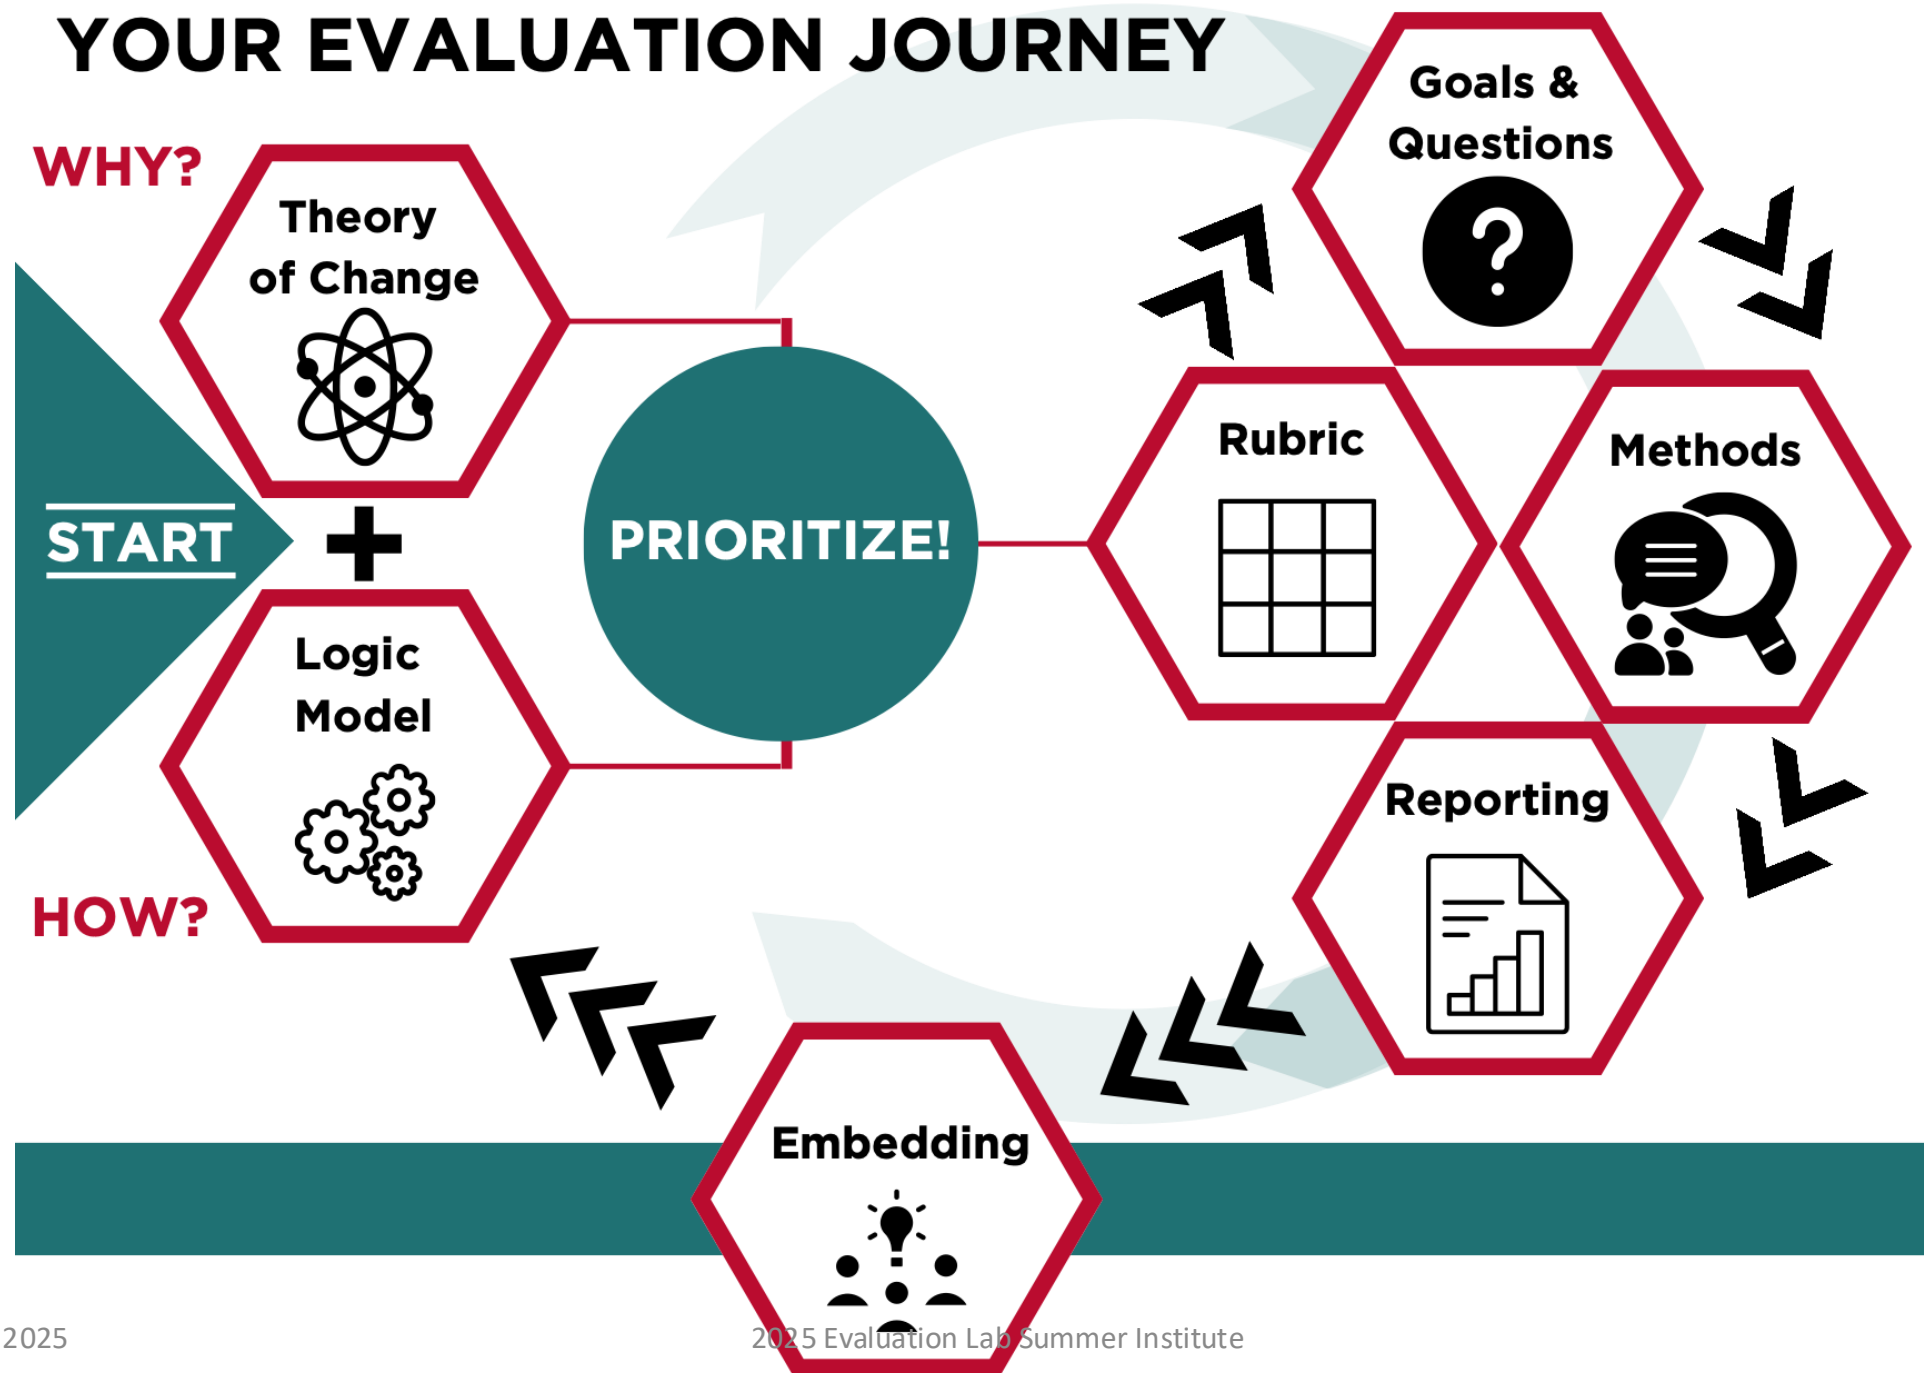 YOUR EVALUATION JOURNEY
WHY?
Theory
of Change
START
Logic
Model
HOW?
PRIORITIZE!
Goals &
Questions
Rubric
Methods
Reporting
Embedding
2025
2025 Evaluation Lab Summer Institute